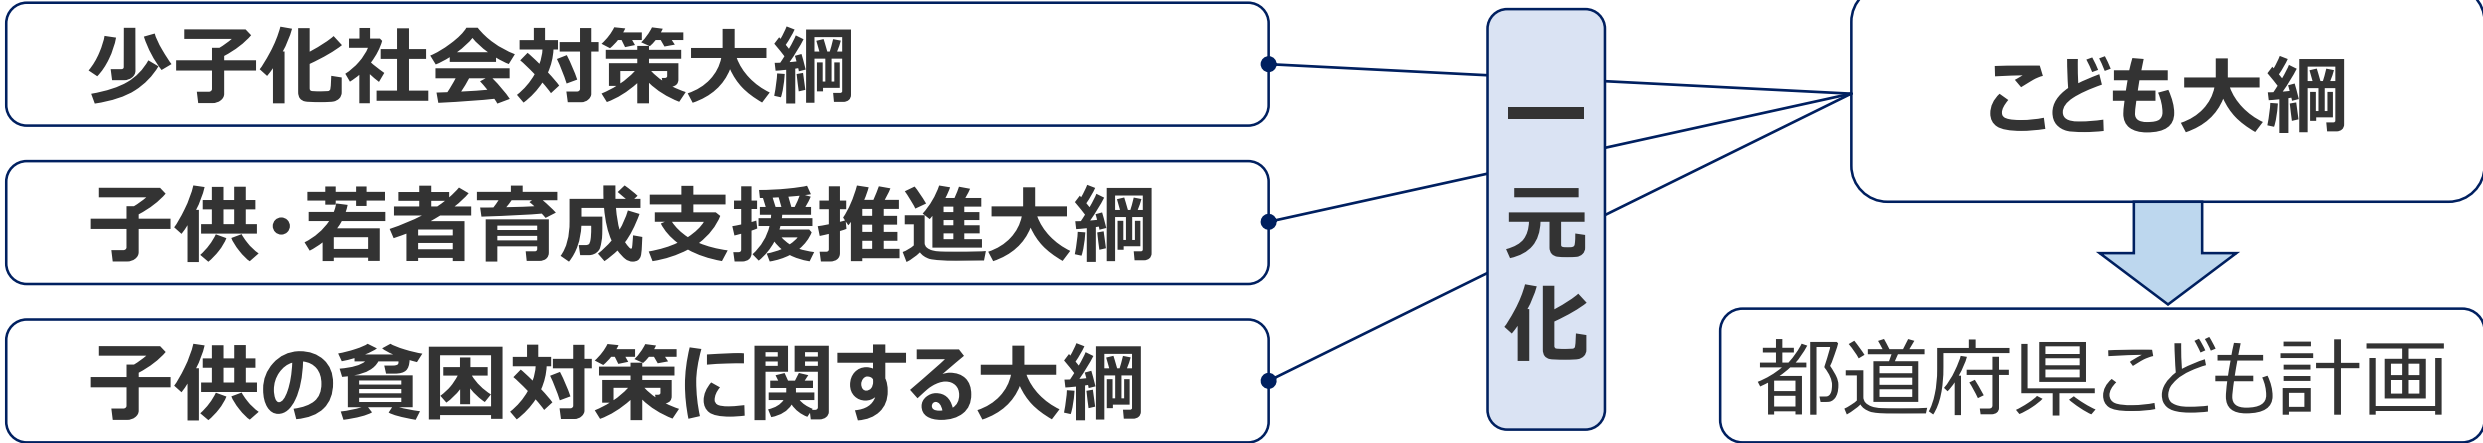 少子化社会対策大綱
子供・若者育成支援推進大綱
子供の貧困対策に関する大綱
一元化
こども大綱
都道府県こども計画